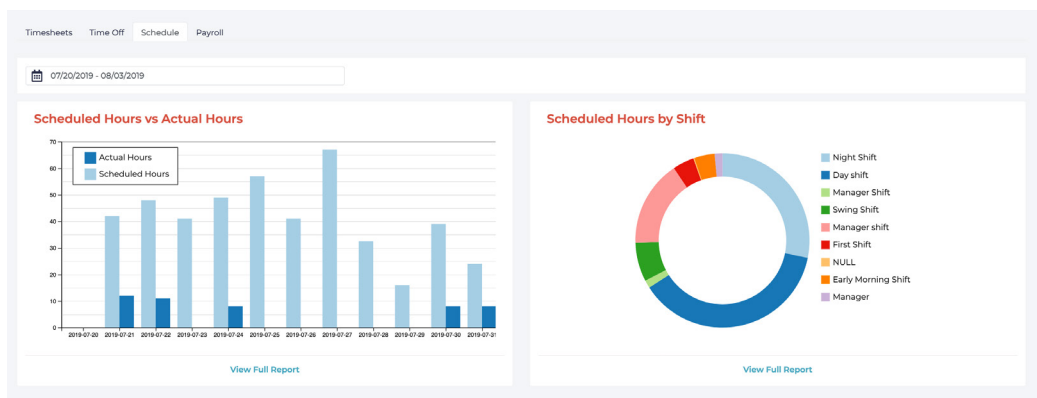 Timesheets Time Off Schedule Payroll
07/20/2019 - 08/03/2019
Scheduled Hours vs Actual Hours
70
60
50
40
30
20
10
0
Actual Hours
Scheduled Hours
2019-07-20 2019-07-21 2019-07-22 2019-07-23 2019-07-24 2019-07-25 2019-07-26 2019-07-27 2019-07-28 2019-07-29 2019-07-30 2019-07-31
View Full Report
Scheduled Hours by Shift
Night Shift
Day shift
Manager Shift
Swing Shift
Manager shift
First Shift
NULL
Early Morning Shift
Manager
View Full Report